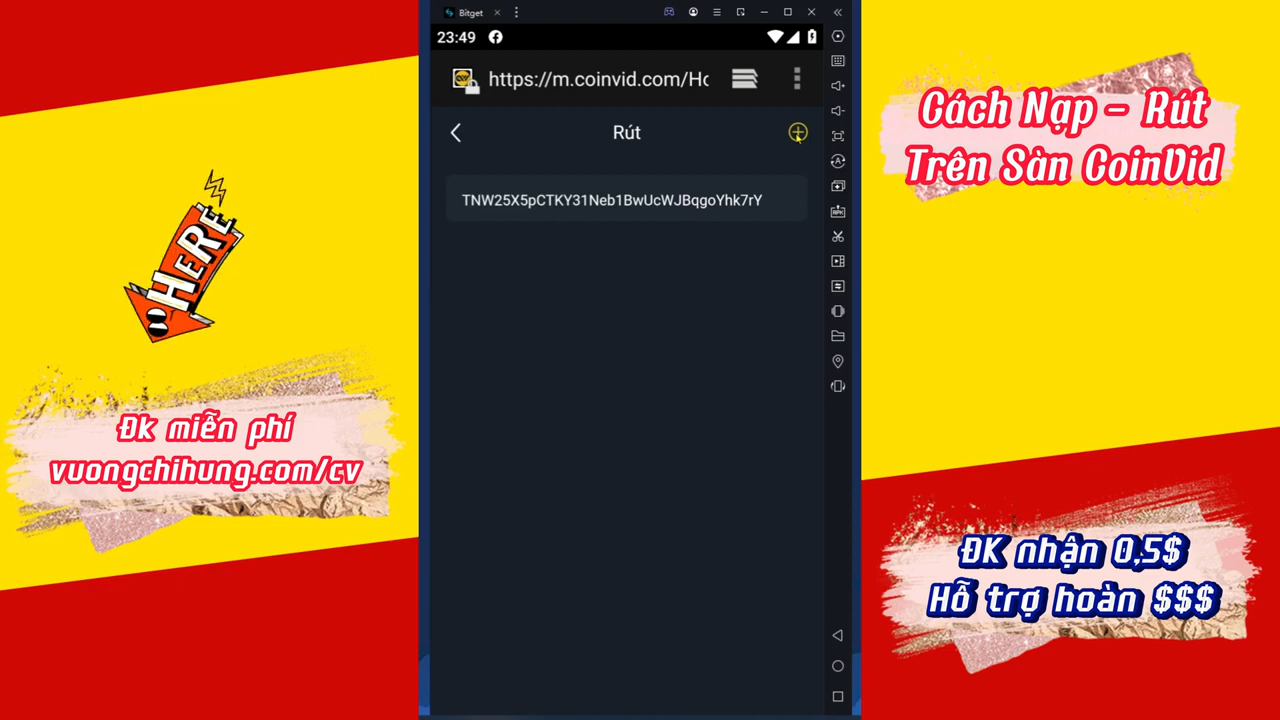 Bitget
23:49
https://m.coinvid.com/Ho
Rút
TNW25X5pCTKY31Neb1BwUcWJBqgoYhk7rY
HERE
Đk miễn phí
vuongchihung.com/cv
Cách Nạp - Rút
Trên Sàn CoinVid
ĐK nhận 0,5$
Hỗ trợ hoàn $$$